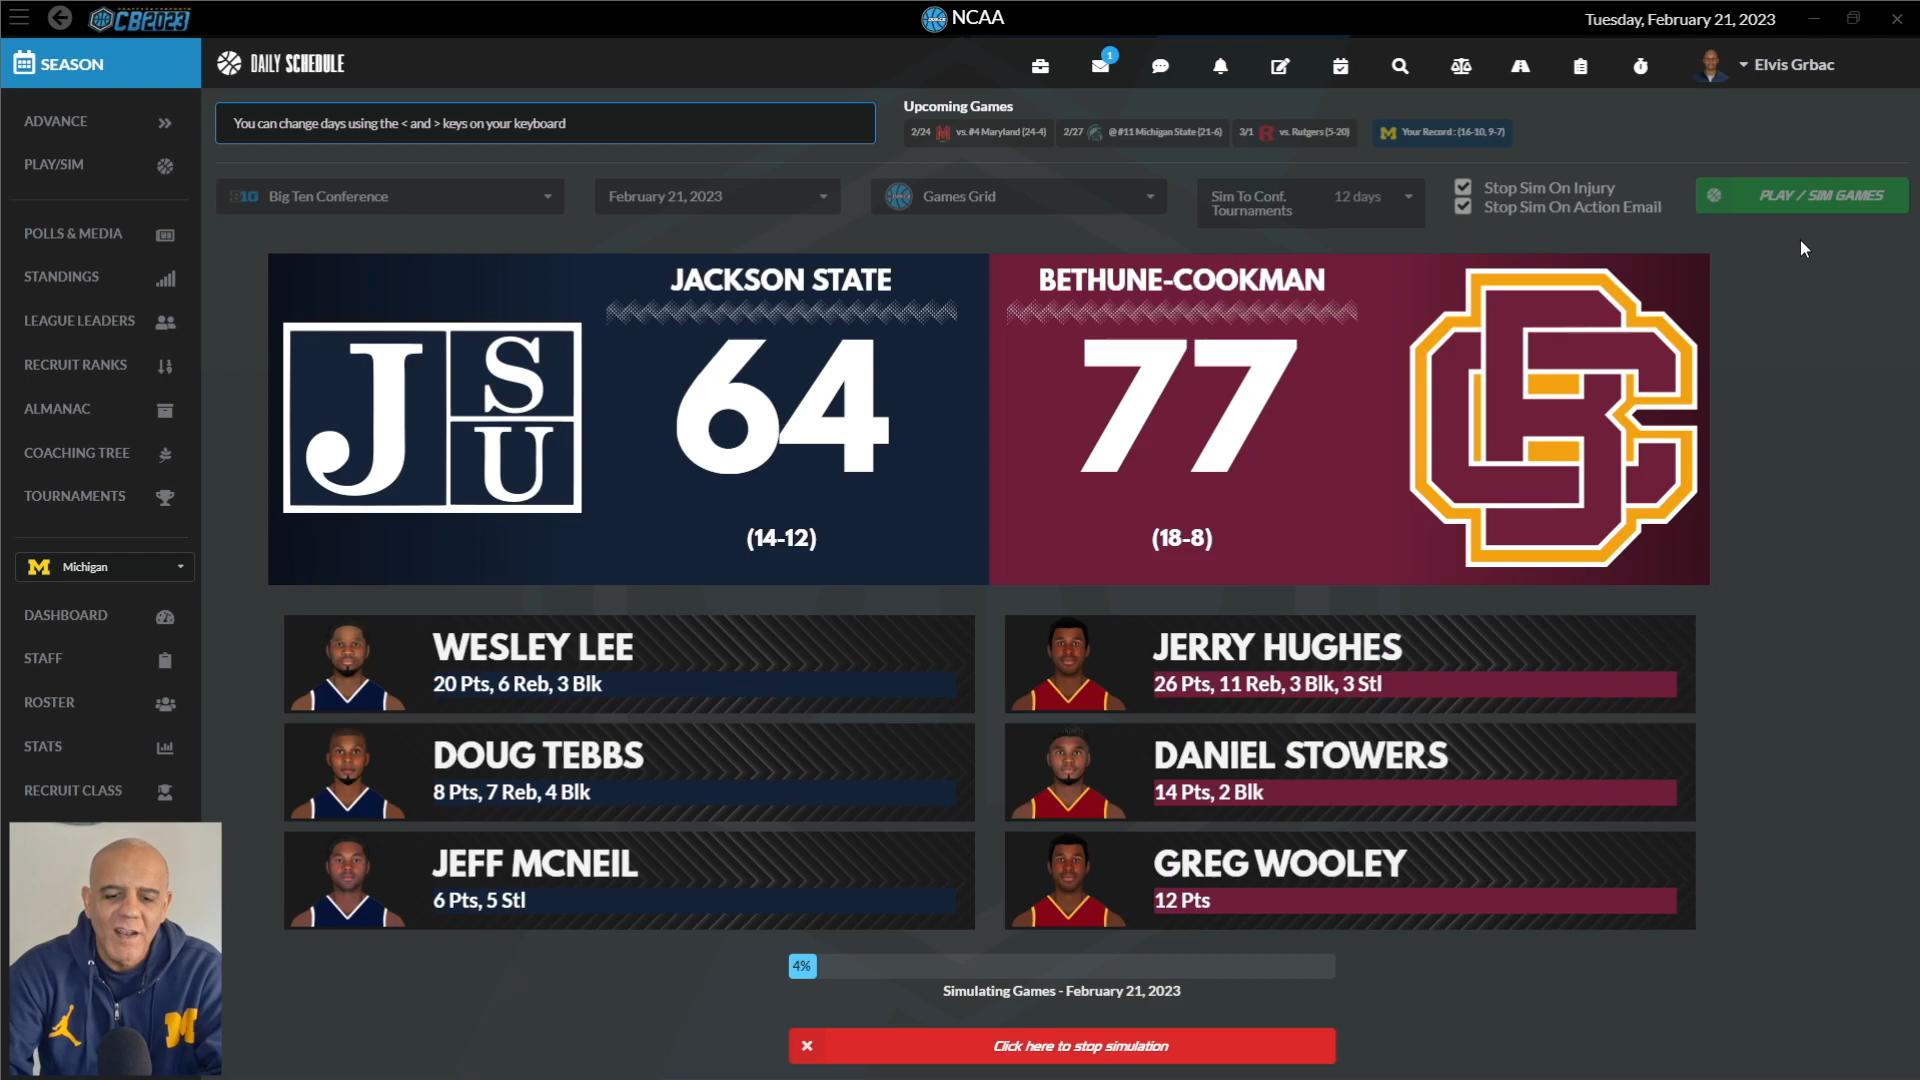 CB2023
NCAA
Tuesday, February 21, 2023
SEASON
DAILY SCHEDULE
1
Elvis Grbac
ADVANCE
PLAY/SIM
POLLS & MEDIA
STANDINGS
LEAGUE LEADERS
RECRUIT RANKS
ALMANAC
COACHING TREE
TOURNAMENTS
M Michigan
DASHBOARD
STAFF
ROSTER
STATS
RECRUIT CLASS
You can change days using the < and > keys on your keyboard
Upcoming Games
2/24 vs. #4 Maryland (24-4)
2/27 @ #11 Michigan State (21-6)
3/1 R vs. Rutgers (5-20)
M Your Record : (16-10, 9-7)
B10 Big Ten Conference
February 21, 2023
Games Grid
Sim To Conf. Tournaments
12 days
Stop Sim On Injury
Stop Sim On Action Email
PLAY / SIM GAMES
JACKSON STATE
64
(14-12)
J S U
BETHUNE-COOKMAN
77
(18-8)
BC
WESLEY LEE
20 Pts, 6 Reb, 3 Blk
DOUG TEBBS
8 Pts, 7 Reb, 4 Blk
JEFF MCNEIL
6 Pts, 5 Stl
JERRY HUGHES
26 Pts, 11 Reb, 3 Blk, 3 Stl
DANIEL STOWERS
14 Pts, 2 Blk
GREG WOOLEY
12 Pts
4%
Simulating Games - February 21, 2023
Click here to stop simulation
M